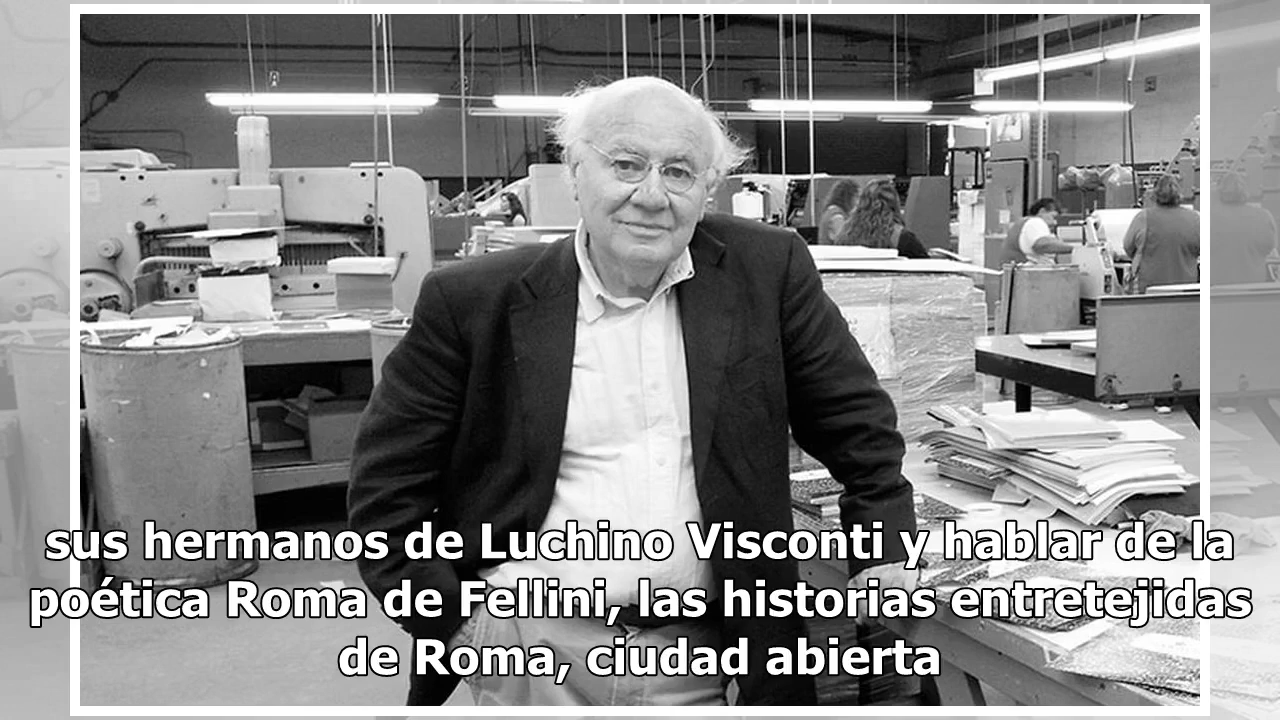 sus hermanos de Luchino Visconti y hablar de la
poética Roma de Fellini, las historias entretejidas
de Roma, ciudad abierta